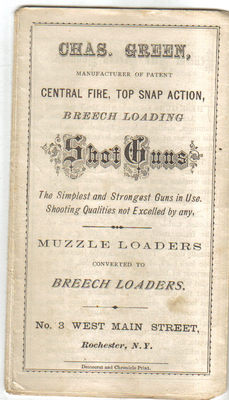 CHAS. GREEN,
MANUFACTURER OF PATENT
CENTRAL FIRE, TOP SNAP ACTION,
BREECH LOADING
Shot Guns
The Simplest and Strongest Guns in Use.
Shooting Qualities not Excelled by any.
MUZZLE LOADERS
CONVERTED TO
BREECH LOADERS.
No. 3 WEST MAIN STREET,
Rochester, N.Y.
Democrat and Chronicle Print.